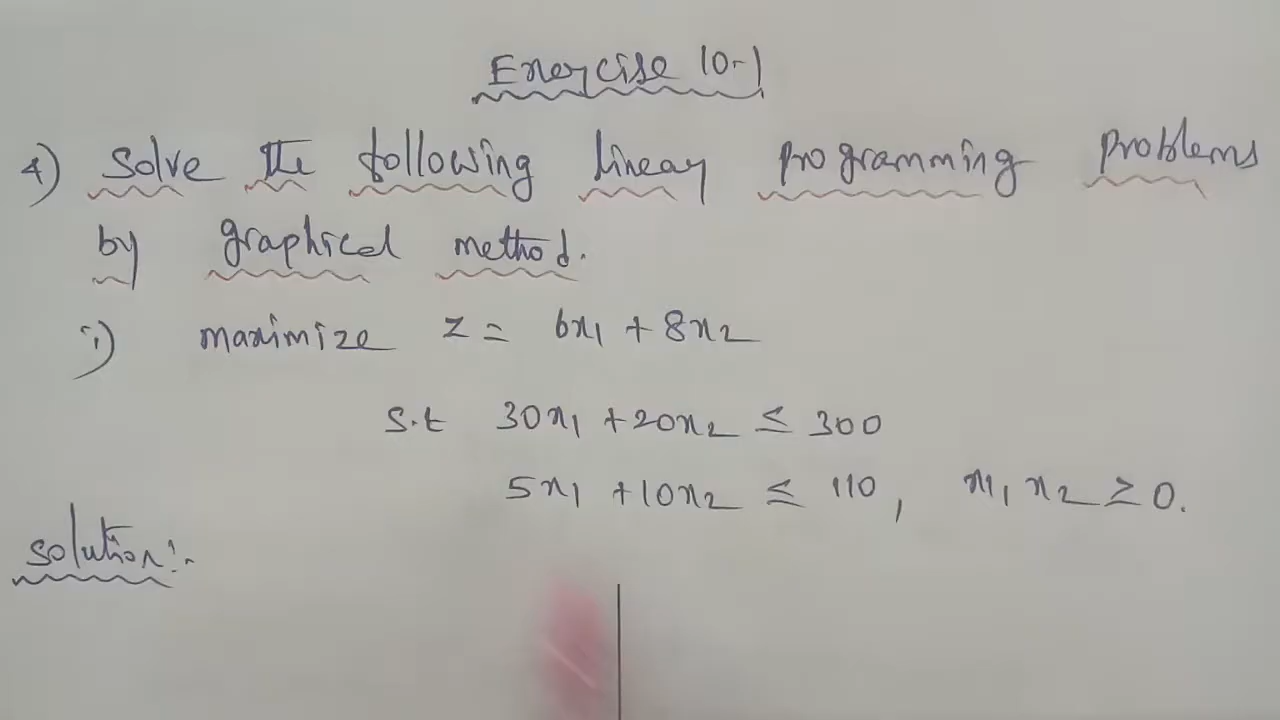 Exercise 10.1
4) Solve the following linear programming problems
by graphical method.
i) maximize z = 6x1 + 8x2
s.t 30x1 + 20x2 ≤ 300
5x1 + 10x2 ≤ 110, x1, x2 ≥ 0.
Solution:-